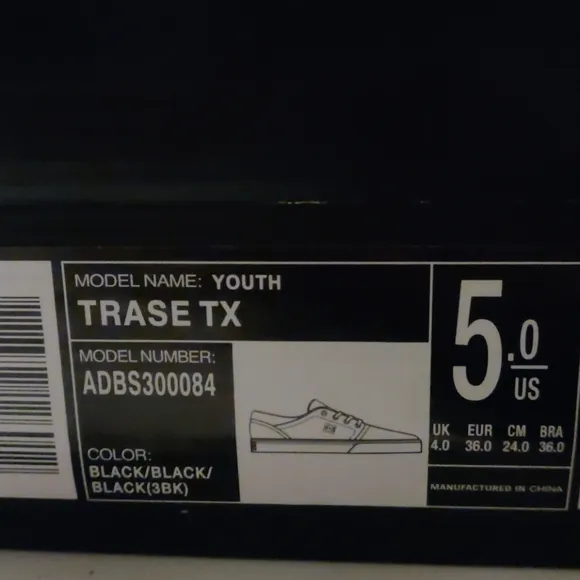 MODEL NAME: YOUTH
TRASE TX
MODEL NUMBER:
ADBS300084
COLOR:
BLACK/BLACK/
BLACK(3BK)
5.0
US
UK EUR CM BRA
4.0 36.0 24.0 36.0
MANUFACTURED IN CHINA